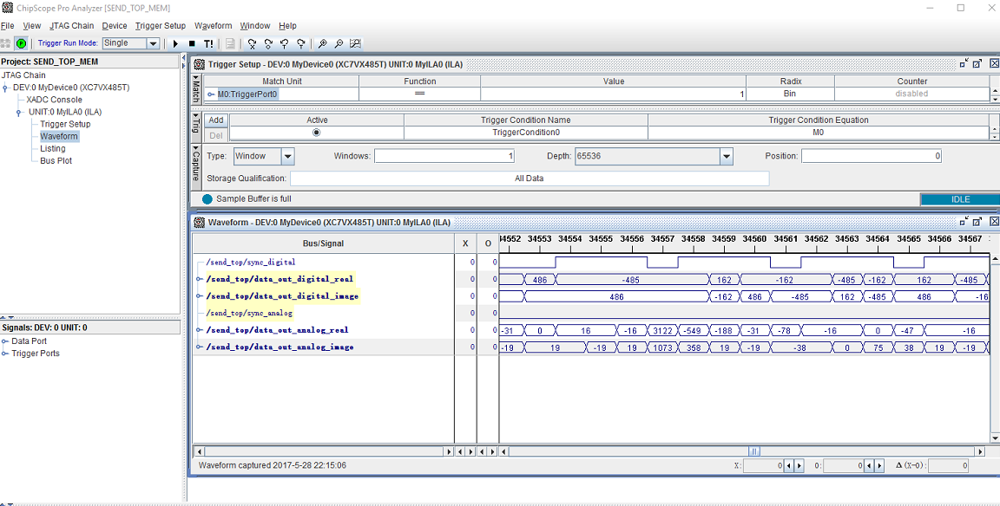 ChipScope Pro Analyzer [SEND_TOP_MEM]
File View JTAG Chain Device Trigger Setup Waveform Window Help
Trigger Run Mode: Single T!
Project: SEND_TOP_MEM
JTAG Chain
DEV:0 MyDevice0 (XC7VX485T)
XADC Console
UNIT:0 MyILA0 (ILA)
Trigger Setup
Waveform
Listing
Bus Plot
Signals: DEV: 0 UNIT: 0
Data Port
Trigger Ports
Trigger Setup - DEV:0 MyDevice0 (XC7VX485T) UNIT:0 MyILA0 (ILA)
Match
Match Unit Function Value Radix Counter
M0:TriggerPort0 == 1 Bin disabled
Trig
Add Active Trigger Condition Name Trigger Condition Equation
Del TriggerCondition0 M0
Capture
Type: Window Windows: 1 Depth: 65536 Position: 0
Storage Qualification: All Data
Sample Buffer is full IDLE
Waveform - DEV:0 MyDevice0 (XC7VX485T) UNIT:0 MyILA0 (ILA)
Bus/Signal X O 34552 34553 34554 34555 34556 34557 34558 34559 34560 34561 34562 34563 34564 34565 34566 34567
/send_top/sync_digital 0 0
/send_top/data_out_digital_real 0 0 486 -485 162 -162 -485 -162 162 -485
/send_top/data_out_digital_image 0 0 486 -162 486 -485 162 -485 486 -16
/send_top/sync_analog 0 0
/send_top/data_out_analog_real 0 0 -31 0 16 -16 3122 -549 -188 -31 -78 -16 0 -47 -16
/send_top/data_out_analog_image 0 0 -19 19 -19 19 1073 358 19 -19 -38 0 75 38 19 -19
Waveform captured 2017-5-28 22:15:06 X: 0 O: 0 Δ(X-O): 0